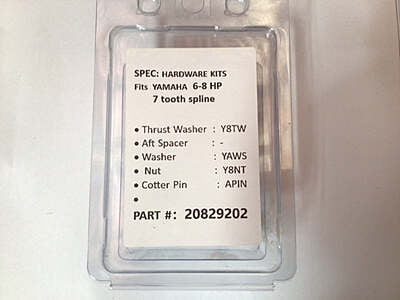 SPEC: HARDWARE KITS
Fits YAMAHA 6-8 HP
7 tooth spline
• Thrust Washer : Y8TW
• Aft Spacer : -
• Washer : YAWS
• Nut : Y8NT
• Cotter Pin : APIN
•
PART #: 20829202